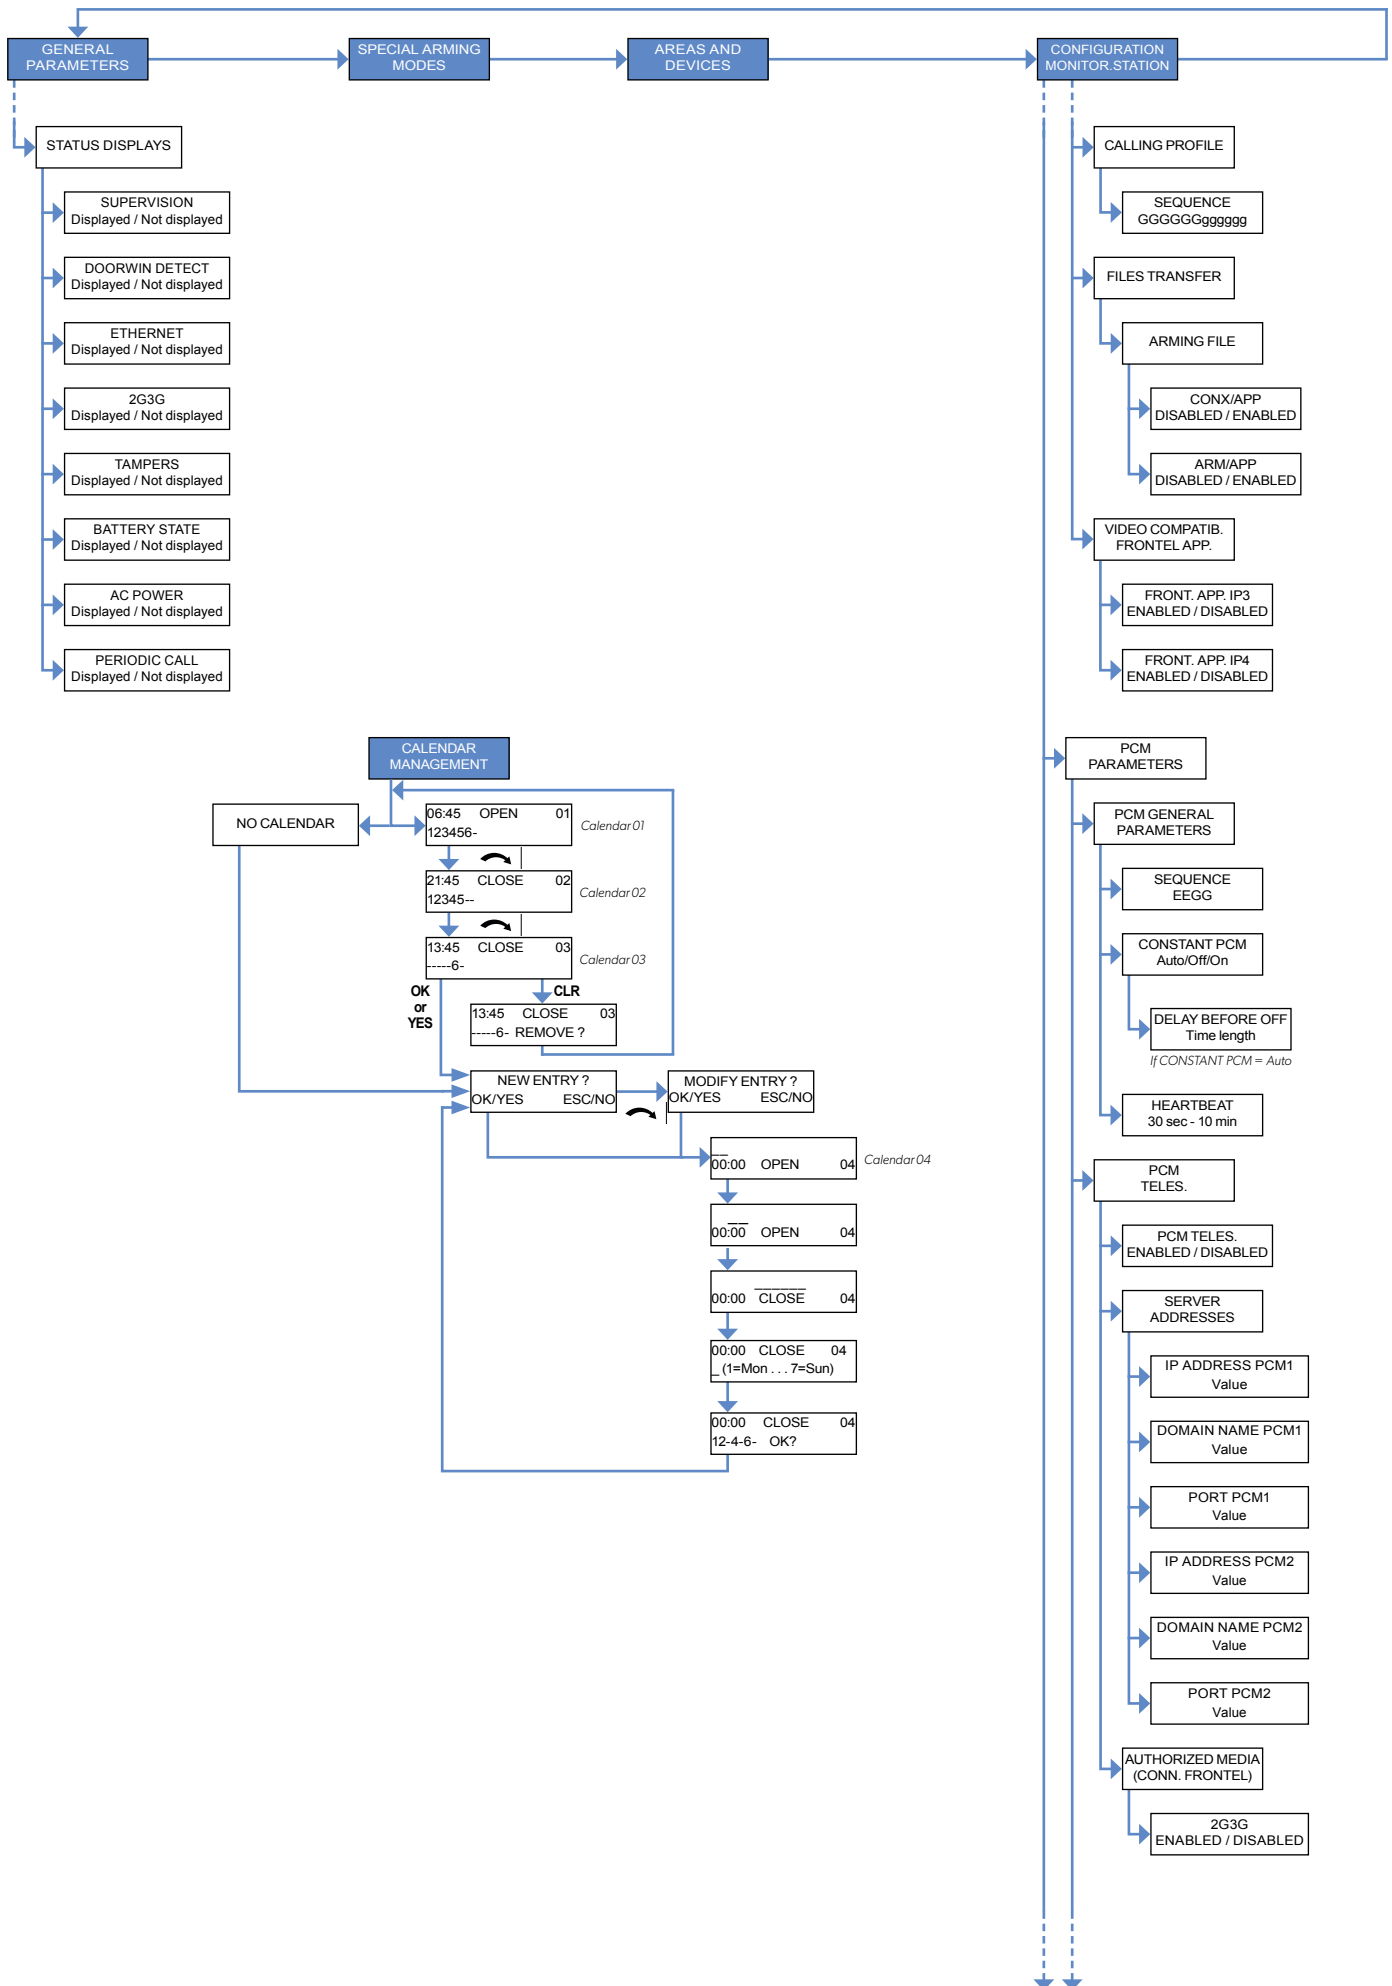 GENERAL
PARAMETERS
SPECIAL ARMING
MODES
AREAS AND
DEVICES
CONFIGURATION
MONITOR.STATION
STATUS DISPLAYS
SUPERVISION
Displayed / Not displayed
DOORWIN DETECT
Displayed / Not displayed
ETHERNET
Displayed / Not displayed
2G3G
Displayed / Not displayed
TAMPERS
Displayed / Not displayed
BATTERY STATE
Displayed / Not displayed
AC POWER
Displayed / Not displayed
PERIODIC CALL
Displayed / Not displayed
CALENDAR
MANAGEMENT
NO CALENDAR
06:45 OPEN 01
123456-
Calendar 01
21:45 CLOSE 02
12345--
Calendar 02
13:45 CLOSE 03
-----6-
Calendar 03
OK
or
YES
CLR
13:45 CLOSE 03
-----6- REMOVE ?
NEW ENTRY ?
OK/YES ESC/NO
MODIFY ENTRY ?
OK/YES ESC/NO
__
00:00 OPEN 04
Calendar 04
__
00:00 OPEN 04
______
00:00 CLOSE 04
00:00 CLOSE 04
_ (1=Mon . . . 7=Sun)
00:00 CLOSE 04
12-4-6- OK?
CALLING PROFILE
SEQUENCE
GGGGGGgggggg
FILES TRANSFER
ARMING FILE
CONX/APP
DISABLED / ENABLED
ARM/APP
DISABLED / ENABLED
VIDEO COMPATIB.
FRONTEL APP.
FRONT. APP. IP3
ENABLED / DISABLED
FRONT. APP. IP4
ENABLED / DISABLED
PCM
PARAMETERS
PCM GENERAL
PARAMETERS
SEQUENCE
EEGG
CONSTANT PCM
Auto/Off/On
DELAY BEFORE OFF
Time length
If CONSTANT PCM = Auto
HEARTBEAT
30 sec - 10 min
PCM
TELES.
PCM TELES.
ENABLED / DISABLED
SERVER
ADDRESSES
IP ADDRESS PCM1
Value
DOMAIN NAME PCM1
Value
PORT PCM1
Value
IP ADDRESS PCM2
Value
DOMAIN NAME PCM2
Value
PORT PCM2
Value
AUTHORIZED MEDIA
(CONN. FRONTEL)
2G3G
ENABLED / DISABLED